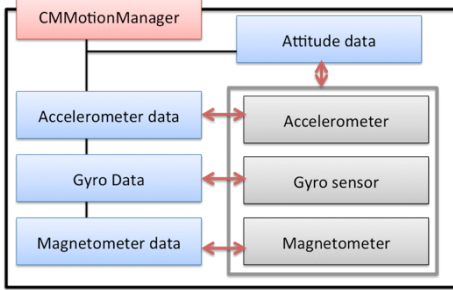 CMMotionManager
Attitude data
Accelerometer data
Accelerometer
Gyro Data
Gyro sensor
Magnetometer data
Magnetometer